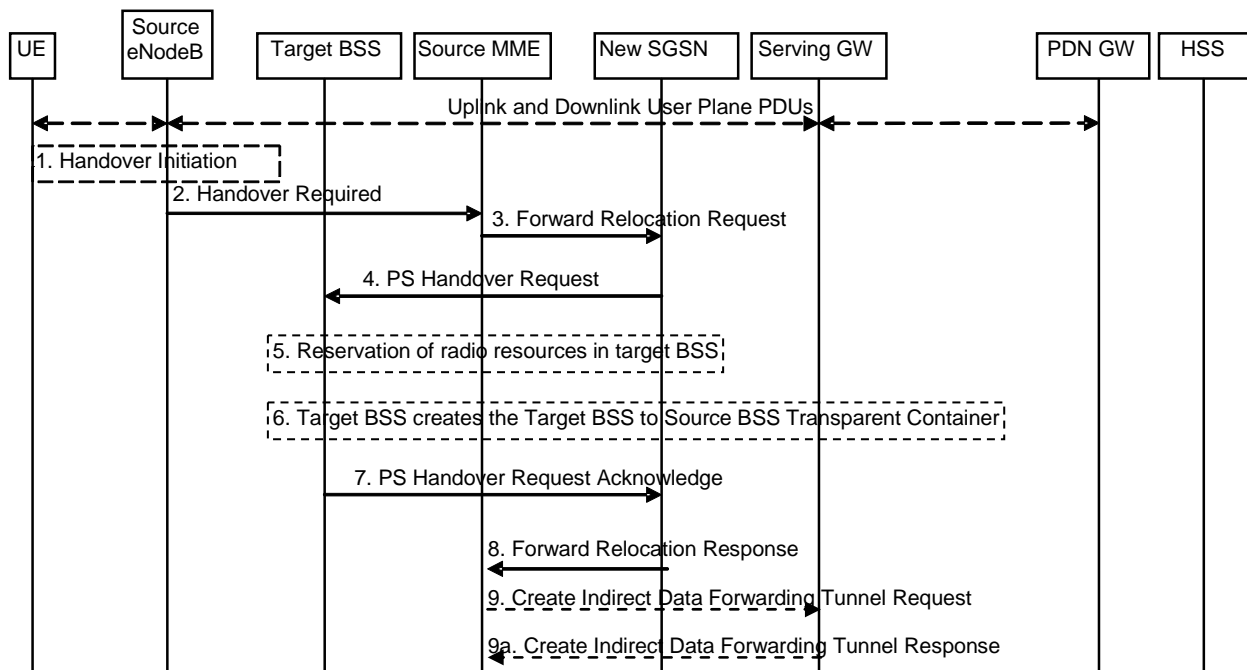 UE
Source
eNodeB
Target BSS
Source MME
New SGSN
Serving GW
PDN GW
HSS
Uplink and Downlink User Plane PDUs
1. Handover Initiation
2. Handover Required
3. Forward Relocation Request
4. PS Handover Request
5. Reservation of radio resources in target BSS
6. Target BSS creates the Target BSS to Source BSS Transparent Container
7. PS Handover Request Acknowledge
8. Forward Relocation Response
9. Create Indirect Data Forwarding Tunnel Request
9a. Create Indirect Data Forwarding Tunnel Response